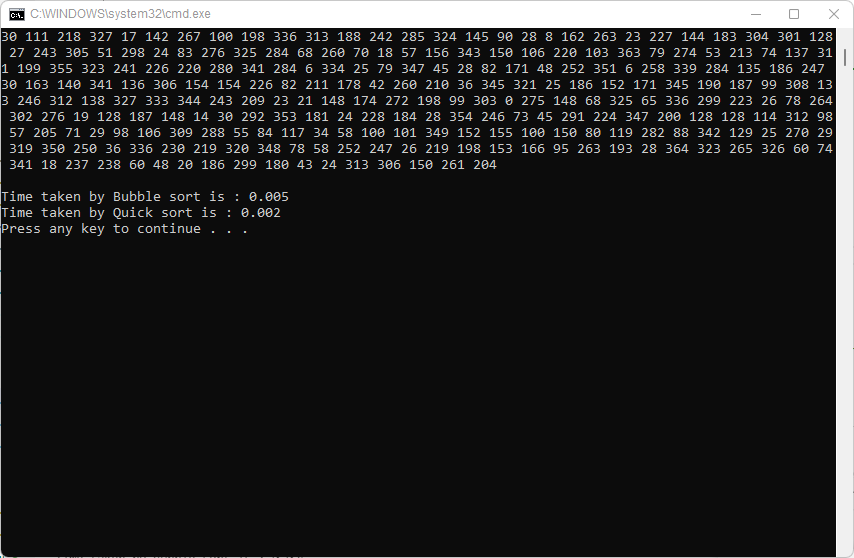 C:\WINDOWS\system32\cmd.exe
30 111 218 327 17 142 267 100 198 336 313 188 242 285 324 145 90 28 8 162 263 23 227 144 183 304 301 128
27 243 305 51 298 24 83 276 325 284 68 260 70 18 57 156 343 150 106 220 103 363 79 274 53 213 74 137 31
1 199 355 323 241 226 220 280 341 284 6 334 25 79 347 45 28 82 171 48 252 351 6 258 339 284 135 186 247
30 163 140 341 136 306 154 154 226 82 211 178 42 260 210 36 345 321 25 186 152 171 345 190 187 99 308 13
3 246 312 138 327 333 344 243 209 23 21 148 174 272 198 99 303 0 275 148 68 325 65 336 299 223 26 78 264
302 276 19 128 187 148 14 30 292 353 181 24 228 184 28 354 246 73 45 291 224 347 200 128 128 114 312 98
57 205 71 29 98 106 309 288 55 84 117 34 58 100 101 349 152 155 100 150 80 119 282 88 342 129 25 270 29
319 350 250 36 336 230 219 320 348 78 58 252 247 26 219 198 153 166 95 263 193 28 364 323 265 326 60 74
341 18 237 238 60 48 20 186 299 180 43 24 313 306 150 261 204
Time taken by Bubble sort is : 0.005
Time taken by Quick sort is : 0.002
Press any key to continue . . .